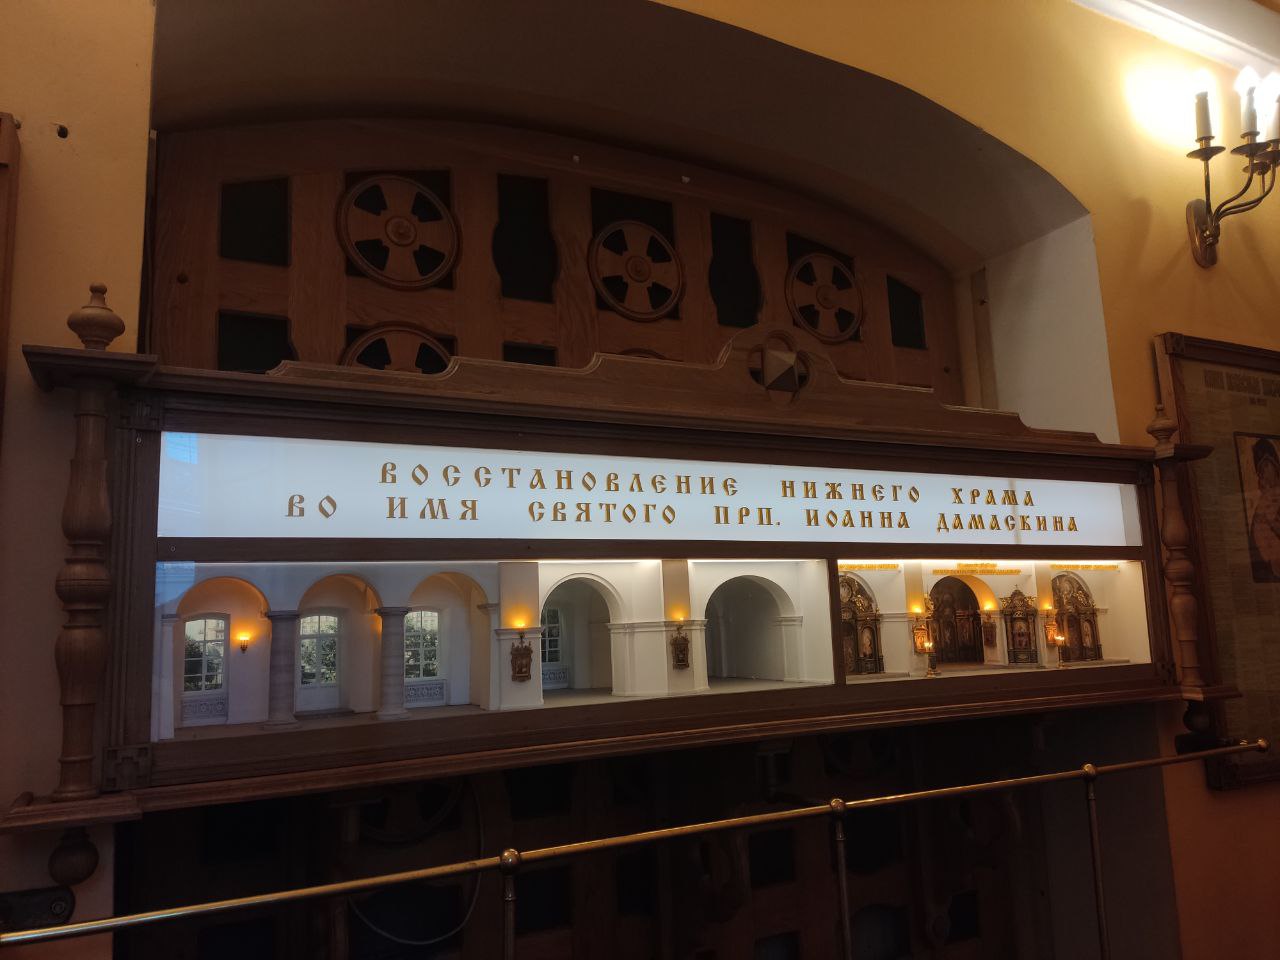 ВОССТАНОВЛЕНИЕ НИЖНЕГО ХРАМА
ВО ИМЯ СВЯТОГО ПРП. ИОАННА ДАМАСКИНА